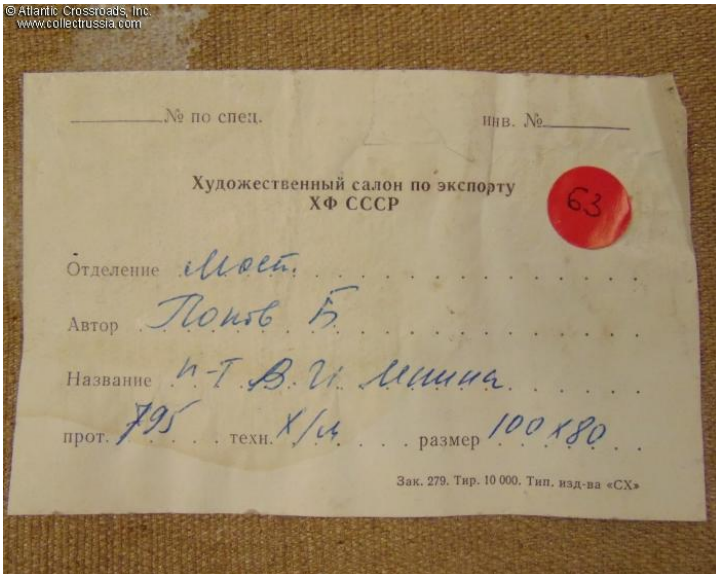 © Atlantic Crossroads, Inc.
www.collectrussia.com
№ по спец. инв. №
Художественный салон по экспорту
ХФ СССР
63
Отделение Моск.
Автор Попов Б
Название п-т В И Ленина
прот. 795 техн. х/м размер 100x80
Зак. 279. Тир. 10 000. Тип. изд-ва «СХ»